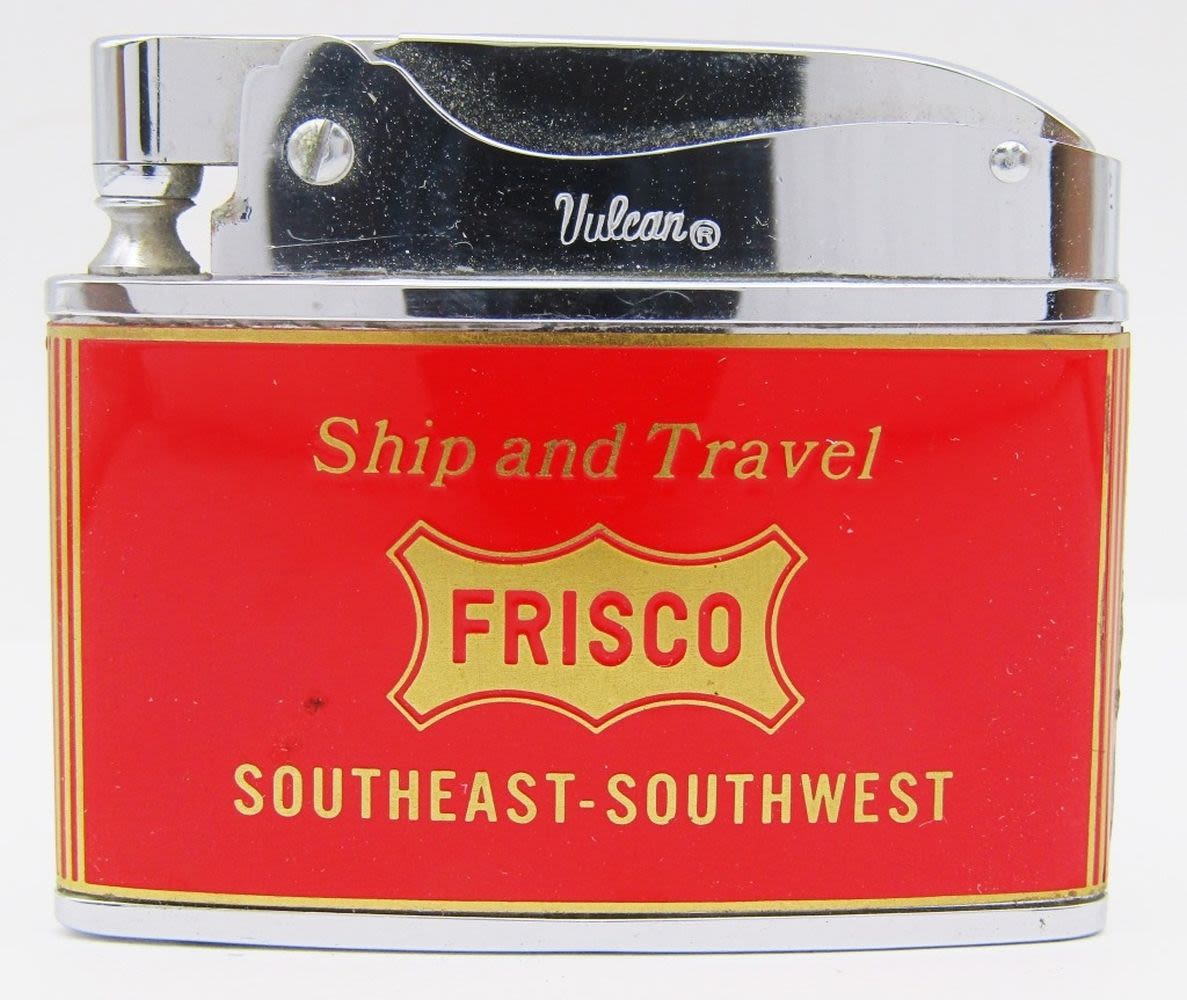 Vulcan®
Ship and Travel
FRISCO
SOUTHEAST-SOUTHWEST